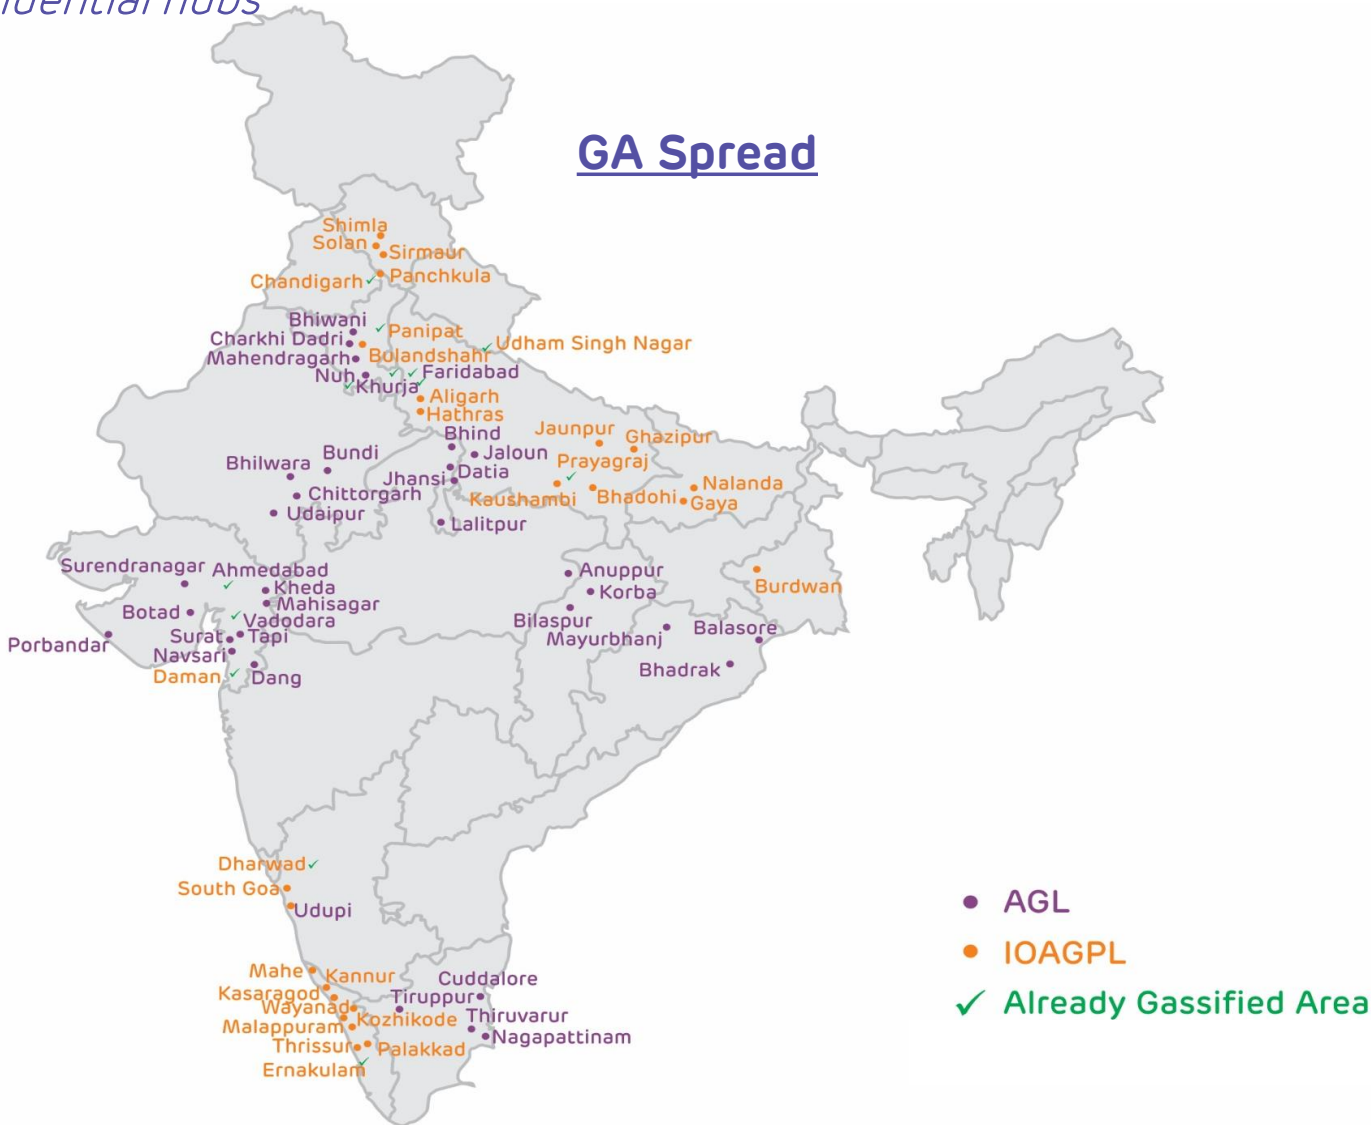 idential hubs
GA Spread
Shimla
Solan
Sirmaur
Chandigarh
Panchkula
Bhiwani
Panipat
Charkhi Dadri
Udham Singh Nagar
Mahendragarh
Bulandshahr
Nuh
Faridabad
Khurja
Aligarh
Hathras
Bhind
Jaunpur
Ghazipur
Bundi
Jaloun
Bhilwara
Prayagraj
Datia
Jhansi
Nalanda
Chittorgarh
Kaushambi
Bhadohi
Gaya
Udaipur
Lalitpur
Surendranagar
Ahmedabad
Anuppur
Kheda
Korba
Burdwan
Mahisagar
Botad
Vadodara
Bilaspur
Balasore
Surat
Tapi
Mayurbhanj
Porbandar
Navsari
Bhadrak
Daman
Dang
Dharwad
South Goa
Udupi
AGL
IOAGPL
Already Gassified Area
Mahe
Kannur
Cuddalore
Kasaragod
Tiruppur
Wayanad
Thiruvarur
Kozhikode
Malappuram
Nagapattinam
Thrissur
Palakkad
Ernakulam